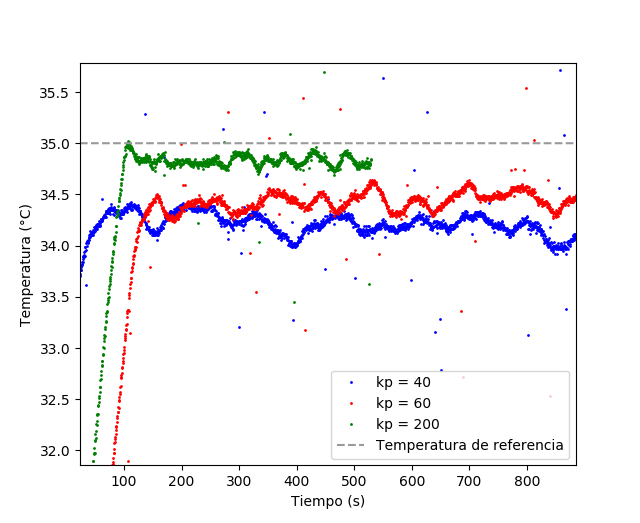 35.5
35.0
34.5
34.0
33.5
33.0
32.5
32.0
Temperatura (°C)
kp = 40
kp = 60
kp = 200
Temperatura de referencia
100 200 300 400 500 600 700 800
Tiempo (s)